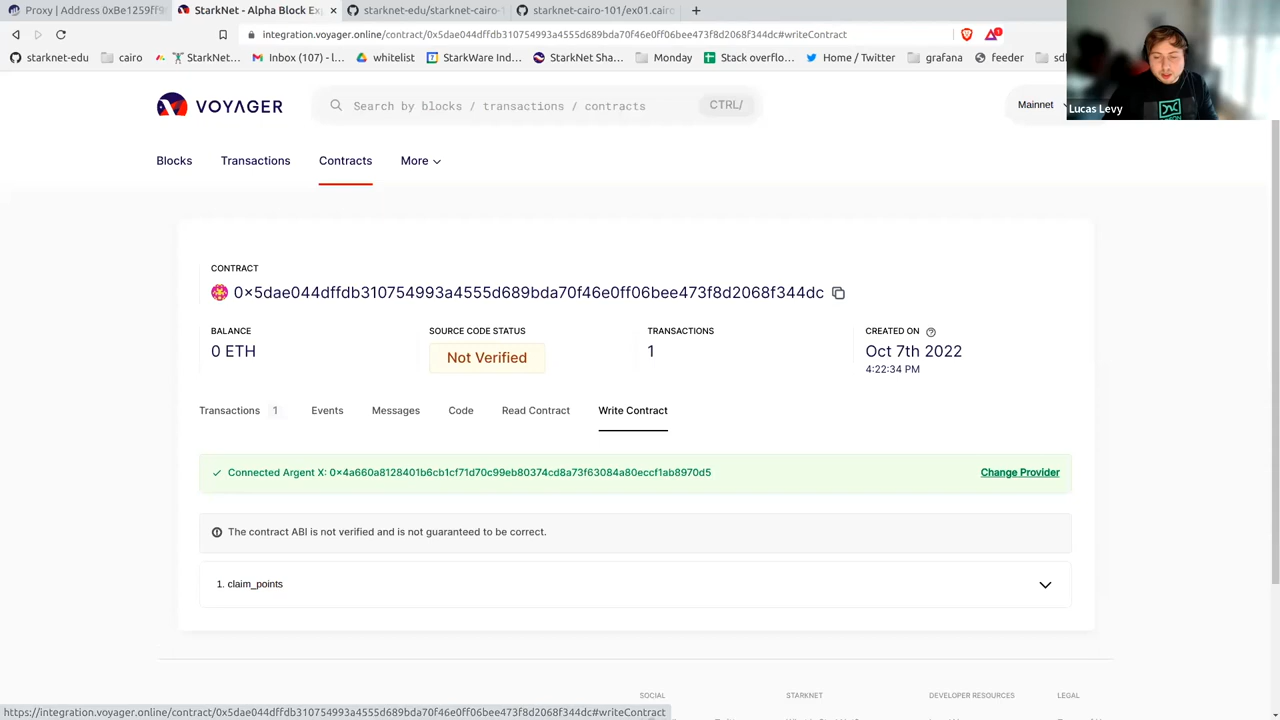 Proxy | Address 0xBe1259ff9
StarkNet - Alpha Block Ex
starknet-edu/starknet-cairo-1
starknet-cairo-101/ex01.cairo
integration.voyager.online/contract/0x5dae044dffdb310754993a4555d689bda70f46e0ff06bee473f8d2068f344dc#writeContract
1
starknet-edu
cairo
StarkNet...
Inbox (107) - l...
whitelist
StarkWare Ind...
StarkNet Sha...
Monday
Stack overflo...
Home / Twitter
grafana
feeder
Lucas Levy
VOYAGER
Search by blocks / transactions / contracts
CTRL/
Mainnet
Blocks
Transactions
Contracts
More
CONTRACT
0x5dae044dffdb310754993a4555d689bda70f46e0ff06bee473f8d2068f344dc
BALANCE
SOURCE CODE STATUS
TRANSACTIONS
CREATED ON
0 ETH
Not Verified
1
Oct 7th 2022
4:22:34 PM
Transactions 1
Events
Messages
Code
Read Contract
Write Contract
Connected Argent X: 0x4a660a8128401b6cb1cf71d70c99eb80374cd8a73f63084a80eccf1ab8970d5
Change Provider
The contract ABI is not verified and is not guaranteed to be correct.
1. claim_points
SOCIAL
STARKNET
DEVELOPER RESOURCES
LEGAL
https://integration.voyager.online/contract/0x5dae044dffdb310754993a4555d689bda70f46e0ff06bee473f8d2068f344dc#writeContract